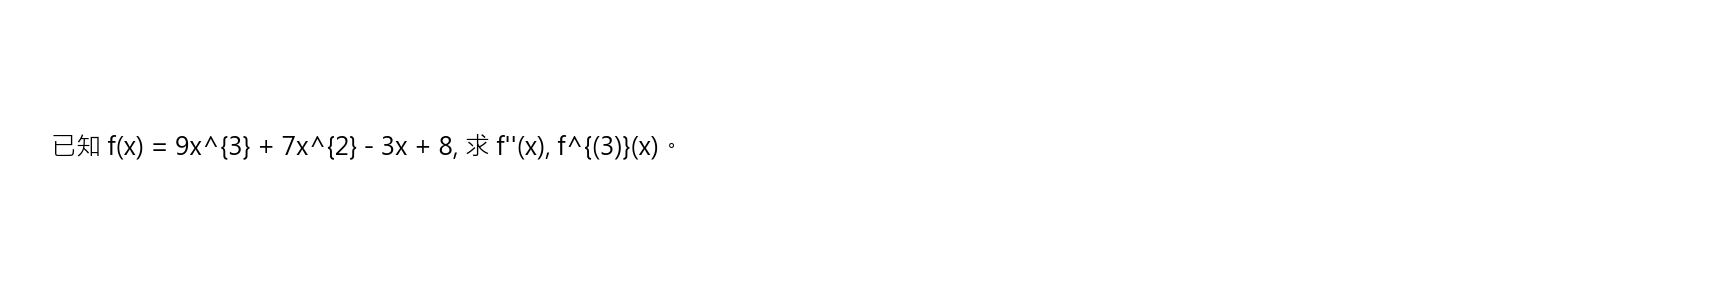 已知 f(x) = 9x^{3} + 7x^{2} - 3x + 8, 求 f''(x), f^{(3)}(x)。